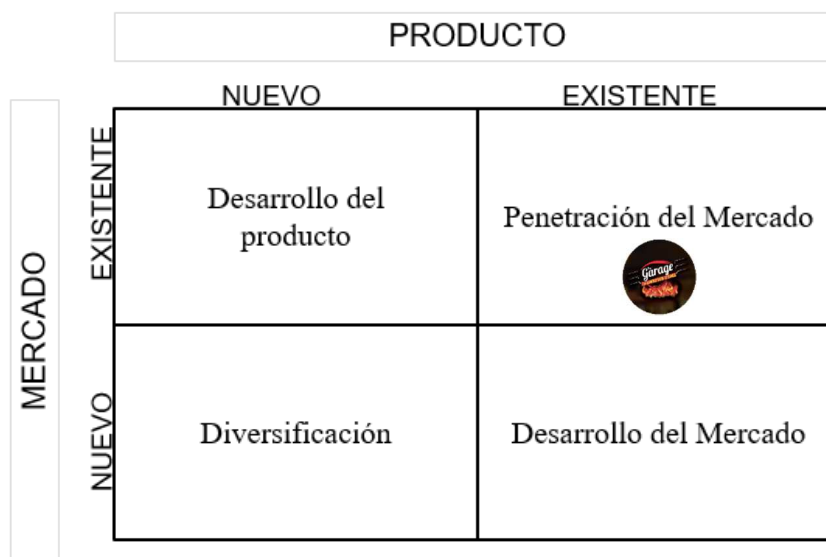 PRODUCTO
NUEVO
EXISTENTE
MERCADO
EXISTENTE
Desarrollo del
producto
Penetración del Mercado
Garage
NUEVO
Diversificación
Desarrollo del Mercado